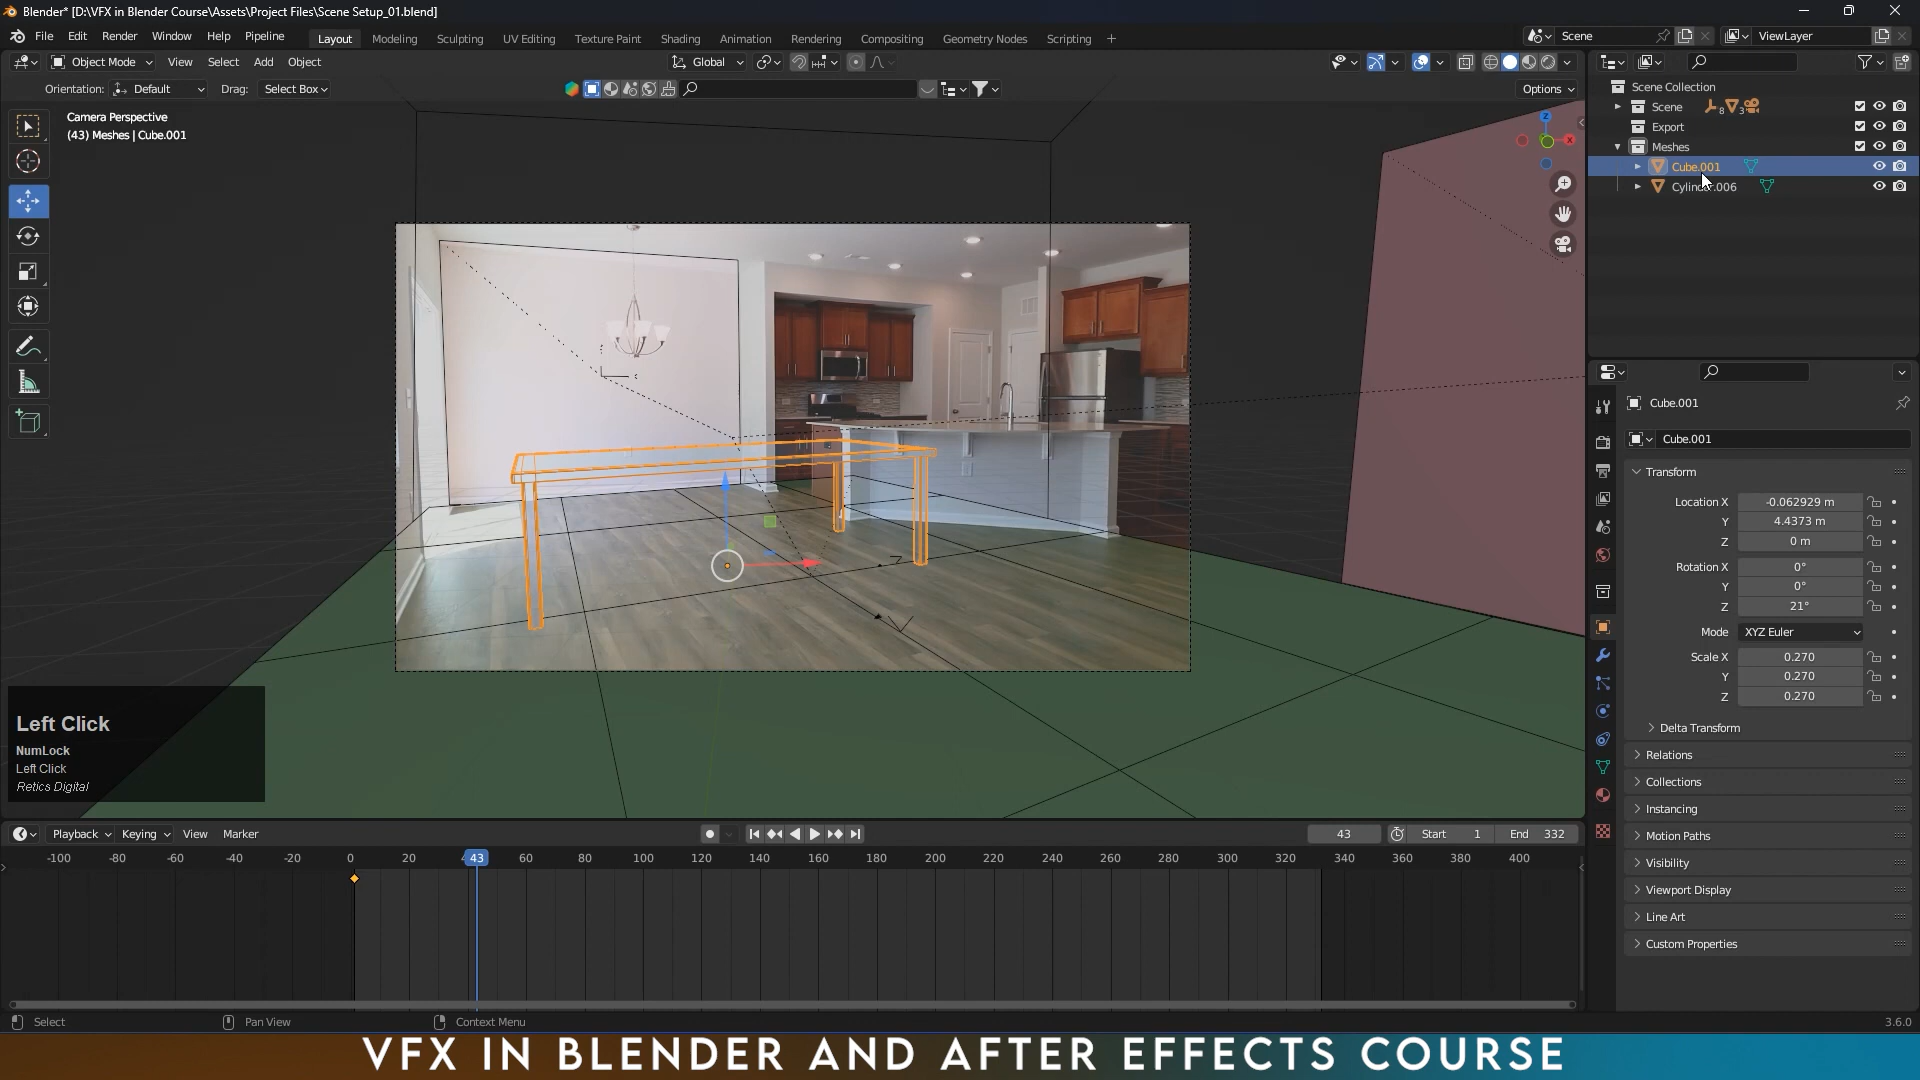 Blender* [D:\VFX in Blender Course\Assets\Project Files\Scene Setup_01.blend]
File Edit Render Window Help Pipeline Layout Modeling Sculpting UV Editing Texture Paint Shading Animation Rendering Compositing Geometry Nodes Scripting + Scene ViewLayer
Object Mode View Select Add Object Global
Orientation: Default Drag: Select Box Options
Camera Perspective
(43) Meshes | Cube.001
Z
X
Scene Collection
Scene 8 3
Export
Meshes
Cube.001
Cylin 006
Cube.001
Cube.001
Transform
Location X -0.062929 m
Y 4.4373 m
Z 0 m
Rotation X 0°
Y 0°
Z 21°
Mode XYZ Euler
Scale X 0.270
Y 0.270
Z 0.270
Delta Transform
Relations
Collections
Instancing
Motion Paths
Visibility
Viewport Display
Line Art
Custom Properties
Left Click
NumLock
Left Click
Retics Digital
Playback Keying View Marker 43 Start 1 End 332
-100 -80 -60 -40 -20 0 20 43 60 80 100 120 140 160 180 200 220 240 260 280 300 320 340 360 380 400
Select Pan View Context Menu 3.6.0
VFX IN BLENDER AND AFTER EFFECTS COURSE